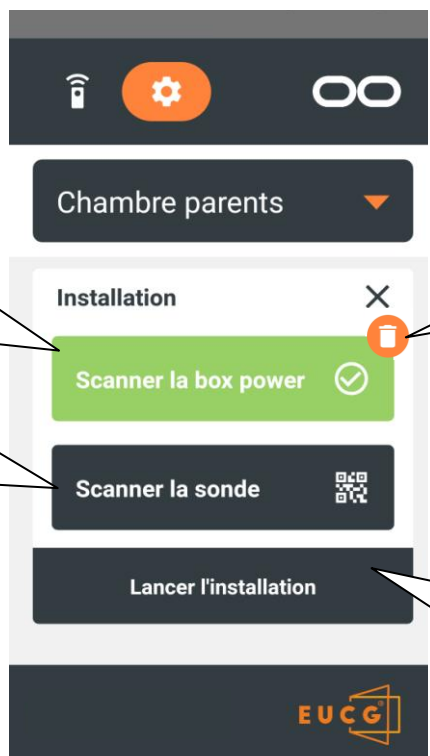 Chambre parents
Installation
Scanner la box power
Scanner la sonde
Lancer l'installation
EUCG